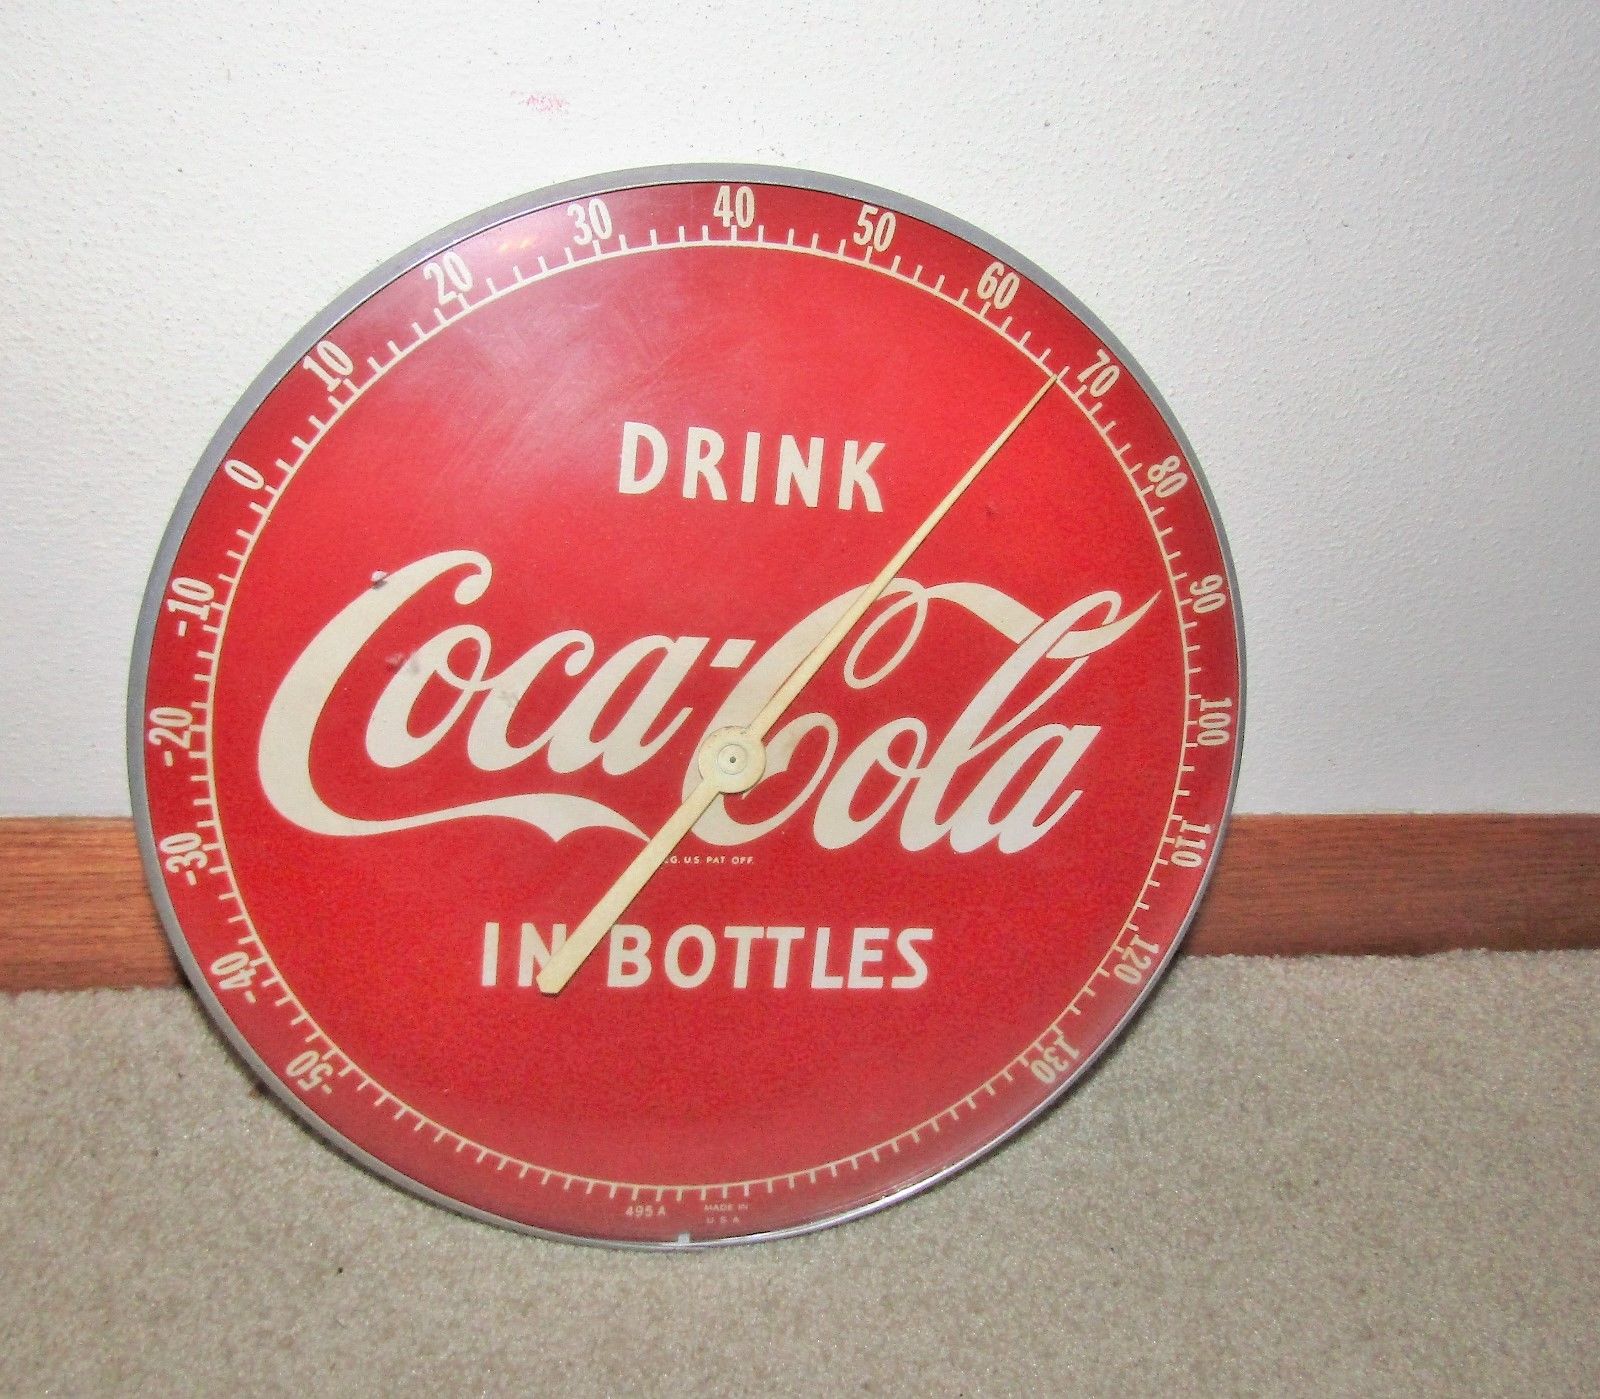 -50 -40 -30 -20 -10 0 10 20 30 40 50 60 70 80 90 100 110 120 130
DRINK
Coca-Cola
U.S. PAT OFF.
IN BOTTLES
495 A
MADE IN
U.S.A